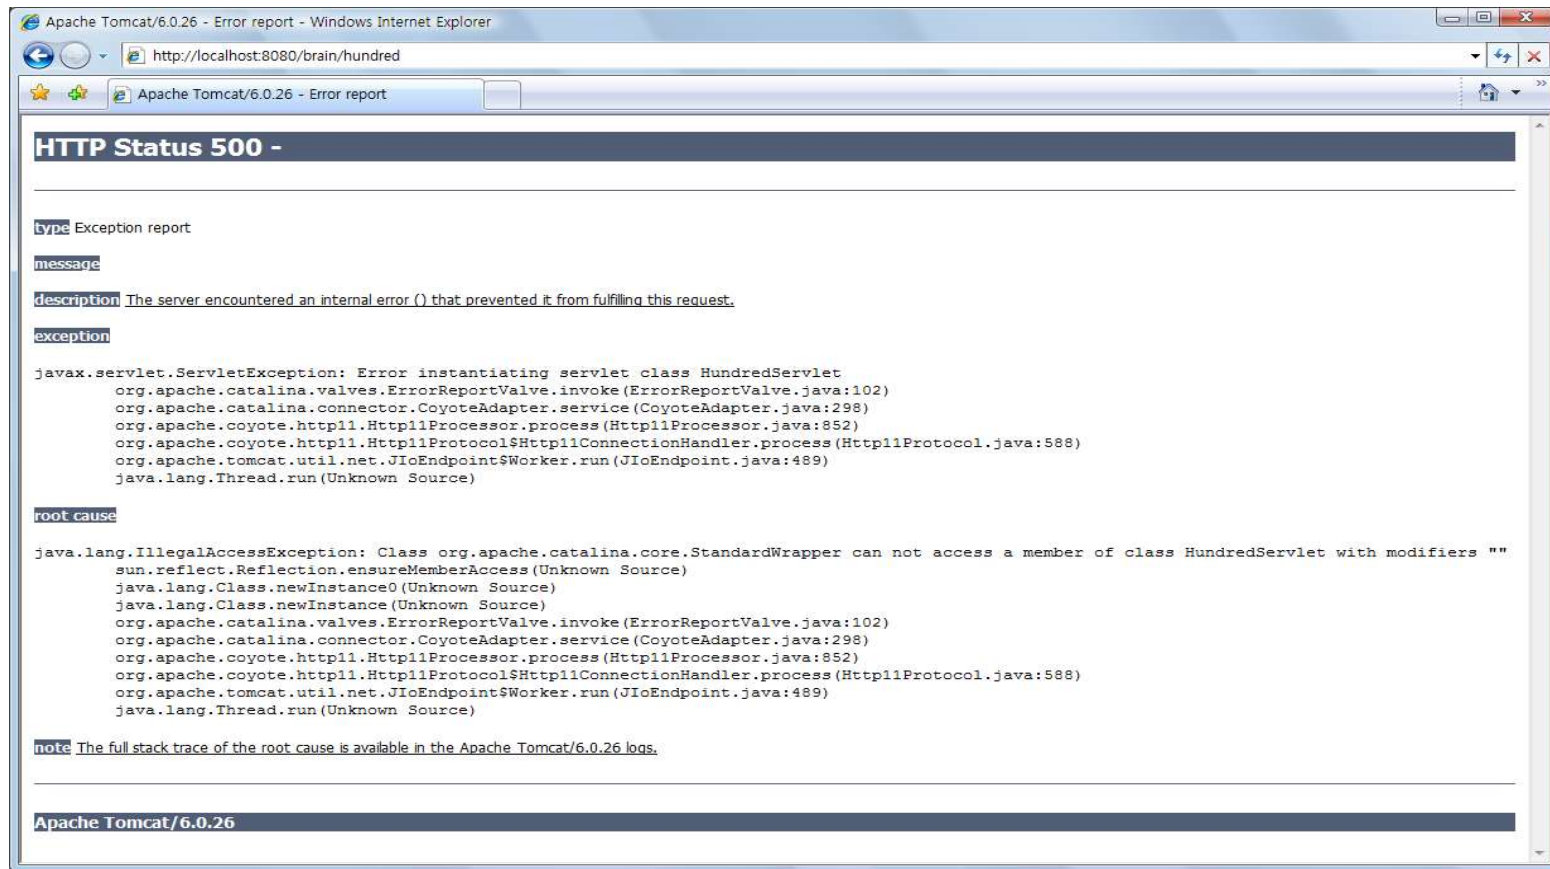 Apache Tomcat/6.0.26 - Error report - Windows Internet Explorer
http://localhost:8080/brain/hundred
Apache Tomcat/6.0.26 - Error report
HTTP Status 500 -
type Exception report
message
description The server encountered an internal error () that prevented it from fulfilling this request.
exception
javax.servlet.ServletException: Error instantiating servlet class HundredServlet
org.apache.catalina.valves.ErrorReportValve.invoke(ErrorReportValve.java:102)
org.apache.catalina.connector.CoyoteAdapter.service(CoyoteAdapter.java:298)
org.apache.coyote.http11.Http11Processor.process(Http11Processor.java:852)
org.apache.coyote.http11.Http11Protocol$Http11ConnectionHandler.process(Http11Protocol.java:588)
org.apache.tomcat.util.net.JIoEndpoint$Worker.run(JIoEndpoint.java:489)
java.lang.Thread.run(Unknown Source)
root cause
java.lang.IllegalAccessException: Class org.apache.catalina.core.StandardWrapper can not access a member of class HundredServlet with modifiers ""
sun.reflect.Reflection.ensureMemberAccess(Unknown Source)
java.lang.Class.newInstance0(Unknown Source)
java.lang.Class.newInstance(Unknown Source)
org.apache.catalina.valves.ErrorReportValve.invoke(ErrorReportValve.java:102)
org.apache.catalina.connector.CoyoteAdapter.service(CoyoteAdapter.java:298)
org.apache.coyote.http11.Http11Processor.process(Http11Processor.java:852)
org.apache.coyote.http11.Http11Protocol$Http11ConnectionHandler.process(Http11Protocol.java:588)
org.apache.tomcat.util.net.JIoEndpoint$Worker.run(JIoEndpoint.java:489)
java.lang.Thread.run(Unknown Source)
note The full stack trace of the root cause is available in the Apache Tomcat/6.0.26 logs.
Apache Tomcat/6.0.26